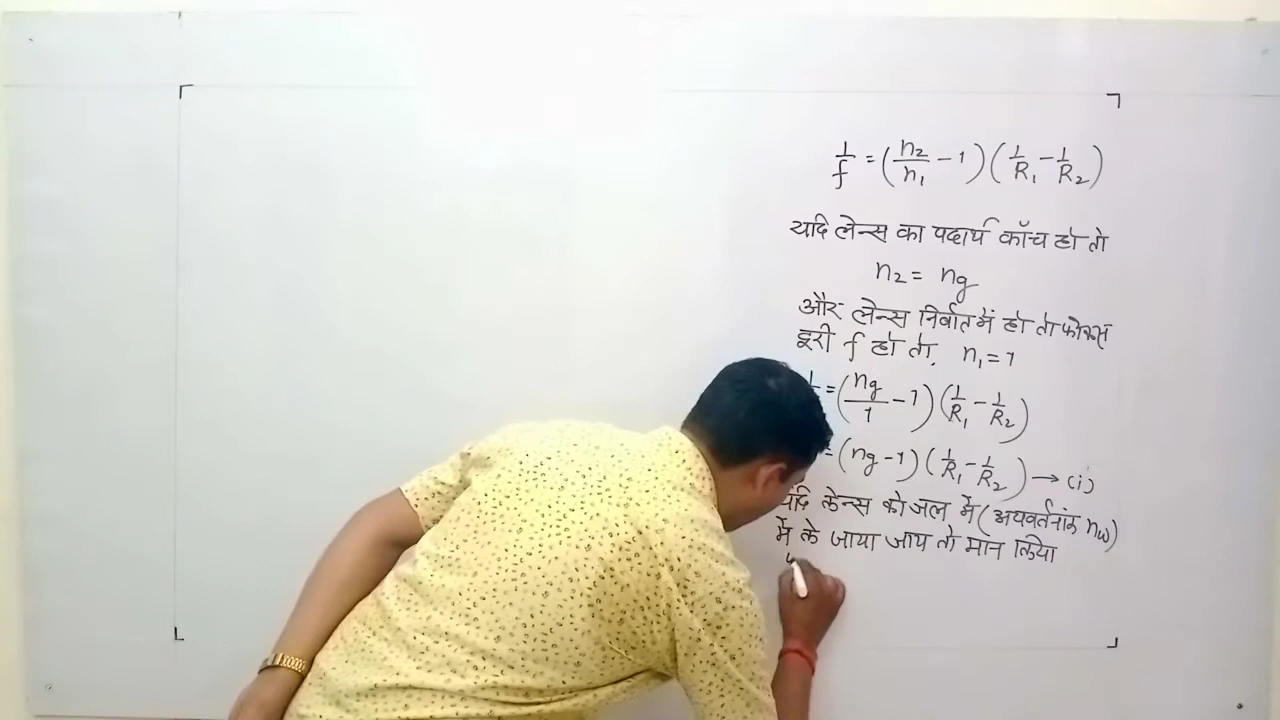 1/f = (n₂/n₁ − 1) (1/R₁ − 1/R₂)
यदि लेन्स का पदार्थ काँच हो तो
n₂ = ng
और लेन्स निर्वात में हो तो फोकस
दूरी f हो तो, n₁ = 1
= (ng/1 − 1) (1/R₁ − 1/R₂)
= (ng − 1) (1/R₁ − 1/R₂) → (i)
यदि लेन्स को जल में (अपवर्तनांक nw)
में ले जाया जाय तो मान लिया